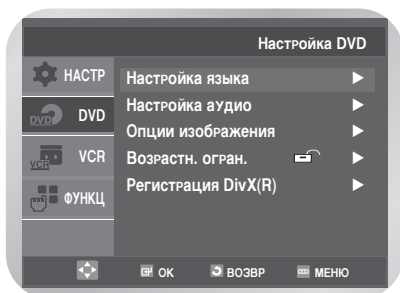 Настройка DVD
НАСТР
DVD
DVD
VCR
VCR
ФУНКЦ
Настройка языка ►
Настройка аудио ►
Опции изображения ►
Возрастн. огран. ►
Регистрация DivX(R) ►
ОК ВОЗВР МЕНЮ